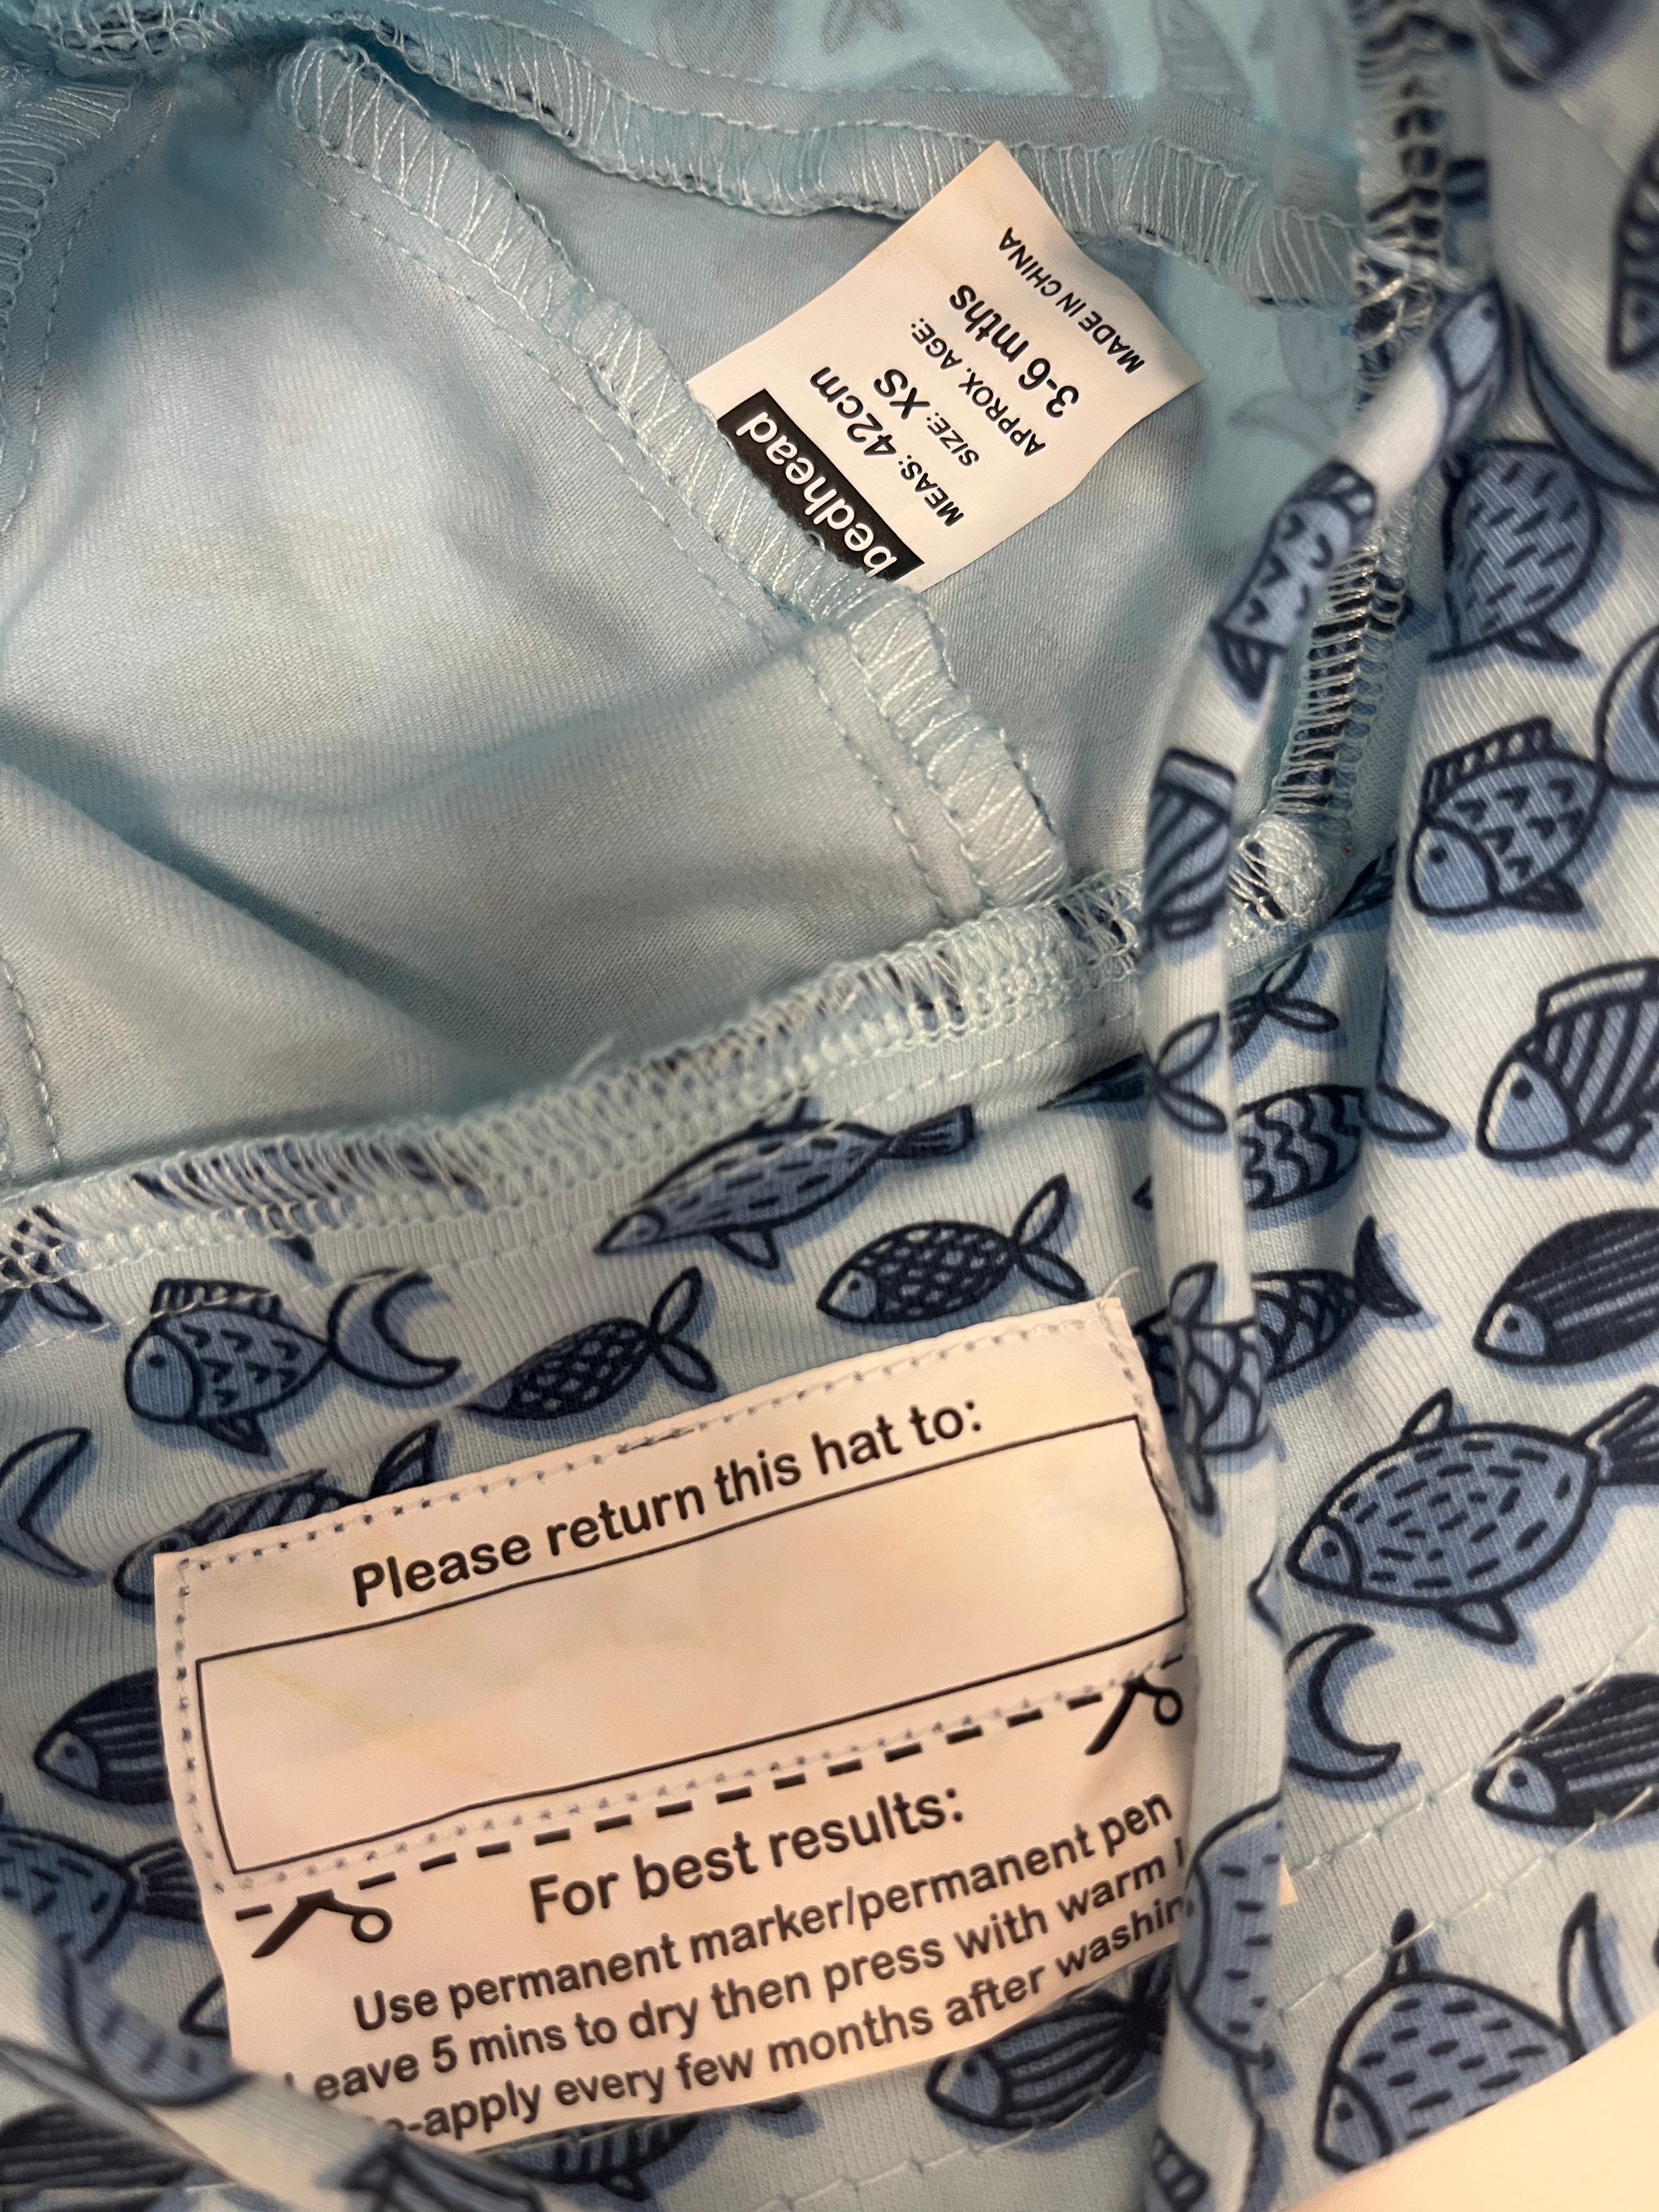 bedhead
MEAS: 42cm
SIZE: XS
APPROX. AGE:
3-6 mths
MADE IN CHINA
Please return this hat to:
For best results:
Use permanent marker/permanent pen
Leave 5 mins to dry then press with warm
-apply every few months after